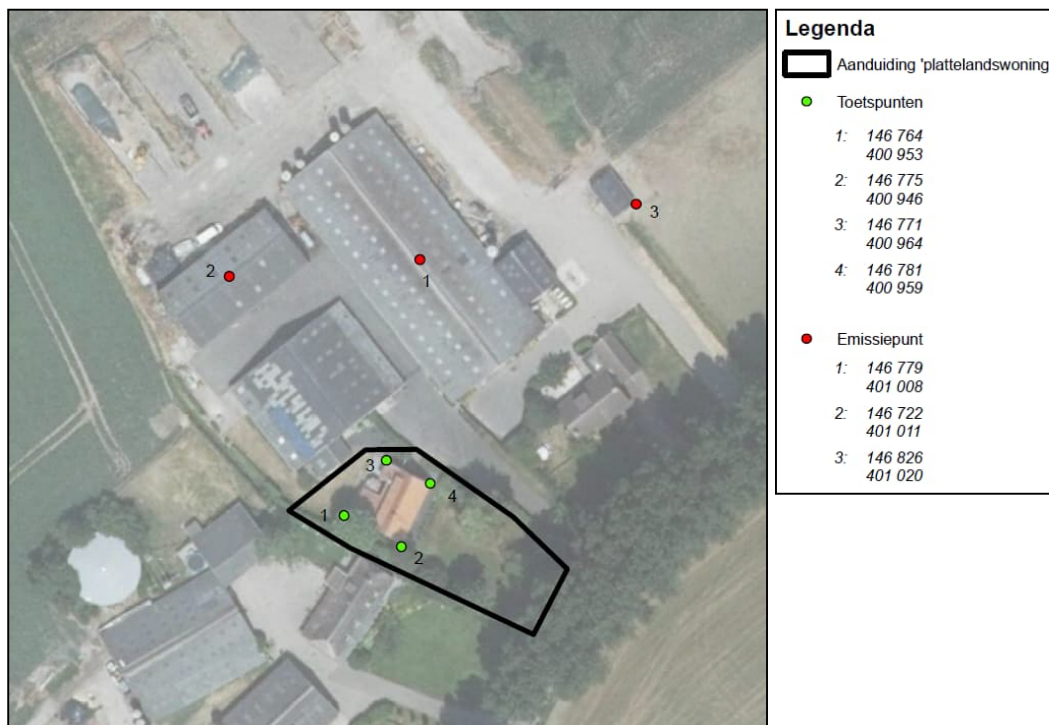 3
2
1
3
4
1
2
Legenda
Aanduiding 'plattelandswoning
Toetspunten
1: 146 764
400 953
2: 146 775
400 946
3: 146 771
400 964
4: 146 781
400 959
Emissiepunt
1: 146 779
401 008
2: 146 722
401 011
3: 146 826
401 020